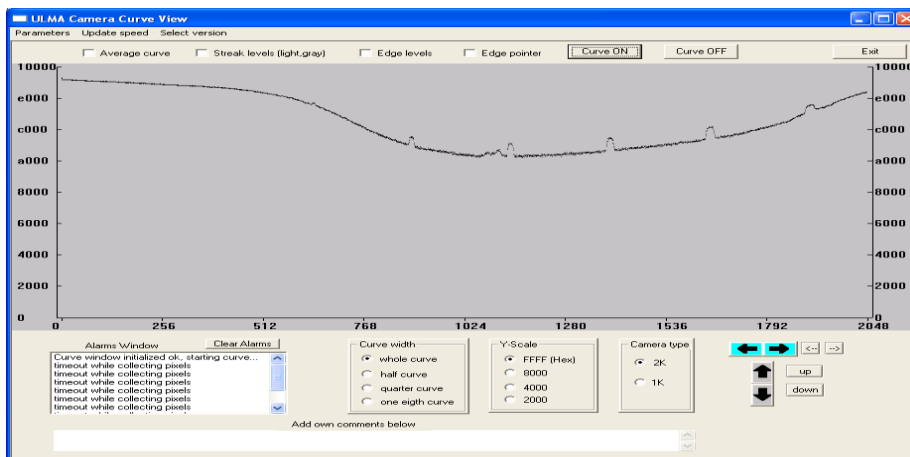 ULMA Camera Curve View
Parameters Update speed Select version
Average curve Streak levels (light,gray) Edge levels Edge pointer Curve ON Curve OFF Exit
10000 10000
e000 e000
c000 c000
a000 a000
8000 8000
6000 6000
4000 4000
2000 2000
0 0
0 256 512 768 1024 1280 1536 1792 2048
Alarms Window Clear Alarms
Curve window initialized ok, starting curve...
timeout while collecting pixels
timeout while collecting pixels
timeout while collecting pixels
timeout while collecting pixels
timeout while collecting pixels
Curve width
whole curve
half curve
quarter curve
one eigth curve
Y-Scale
FFFF (Hex)
8000
4000
2000
Camera type
2K
1K
<-- -->
up
down
Add own comments below